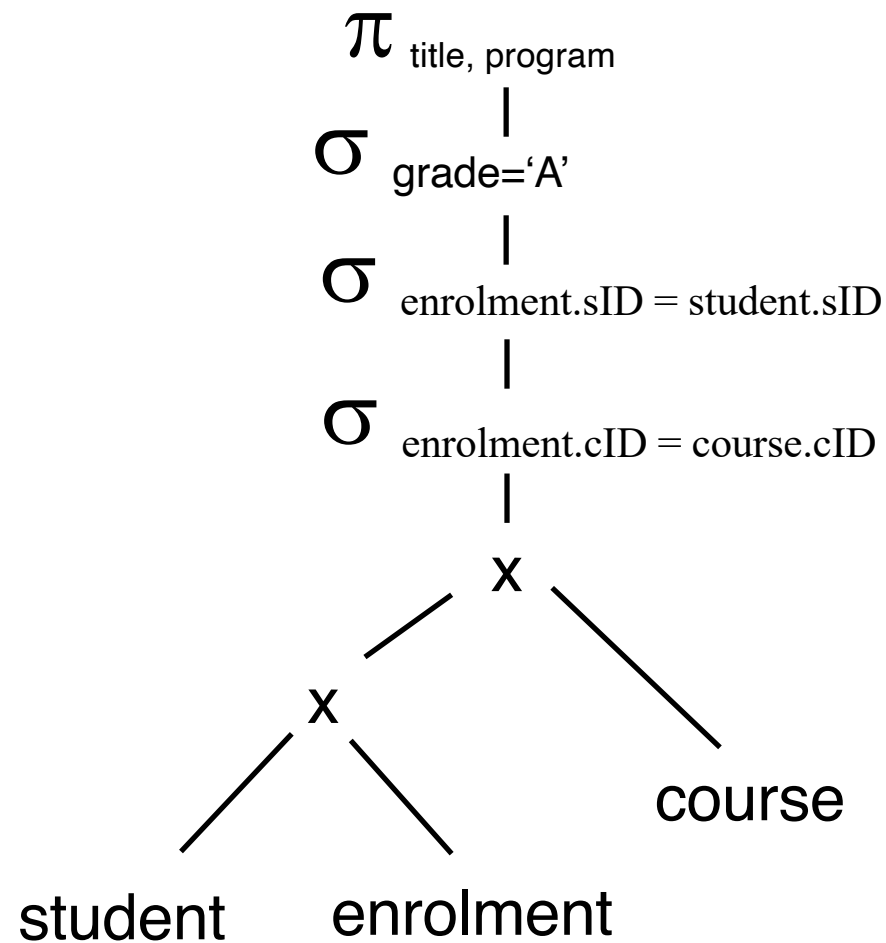 π title, program
σ grade=‘A’
σ enrolment.sID = student.sID
σ enrolment.cID = course.cID
x
x
course
student enrolment